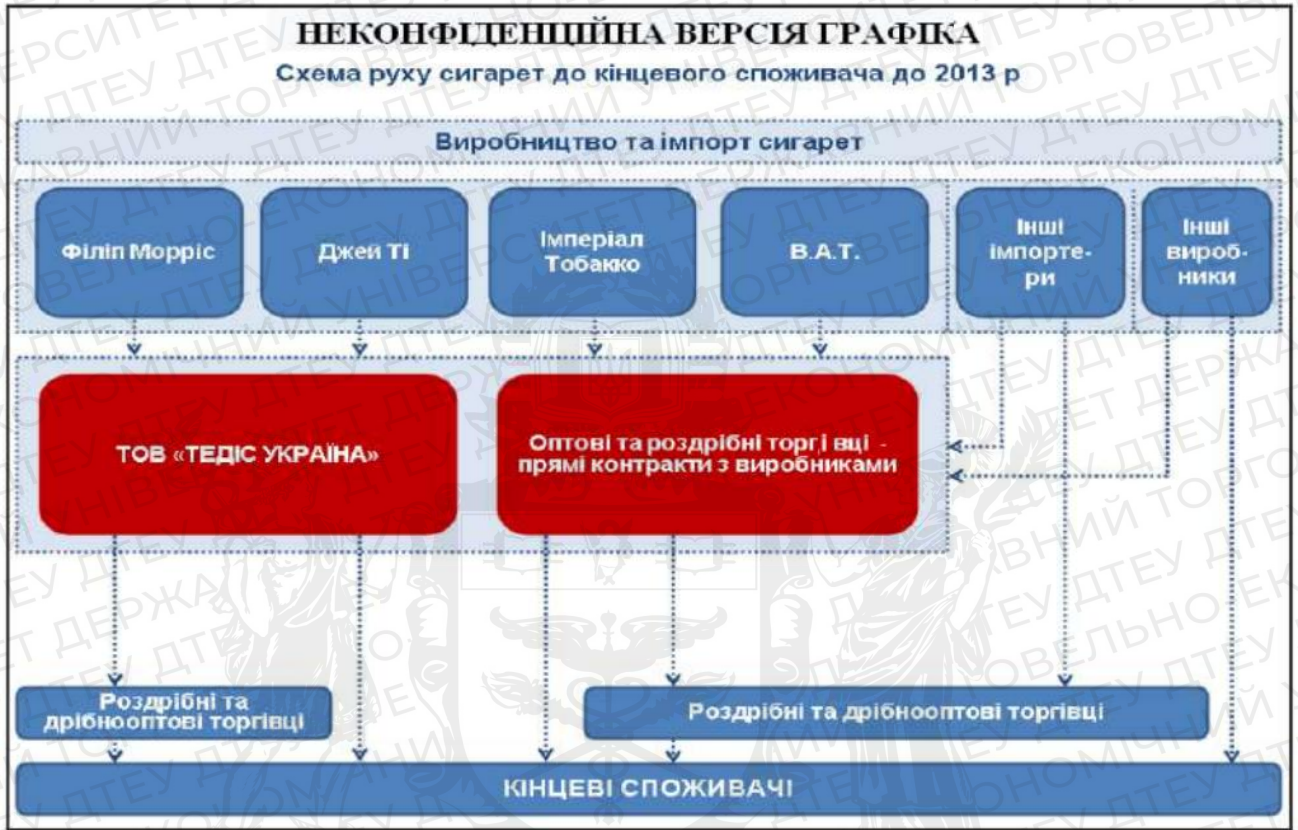 НЕКОНФІДЕНЦІЙНА ВЕРСІЯ ГРАФІКА
Схема руху сигарет до кінцевого споживача до 2013 р
Виробництво та імпорт сигарет
Філіп Морріс
Джей Ті
Імперіал
Тобакко
В.А.Т.
Інші
імпорте-
ри
Інші
вироб-
ники
ТОВ «ТЕДІС УКРАЇНА»
Оптові та роздрібні торгівці -
прямі контракти з виробниками
Роздрібні та
дрібнооптові торгівці
Роздрібні та дрібнооптові торгівці
КІНЦЕВІ СПОЖИВАЧІ